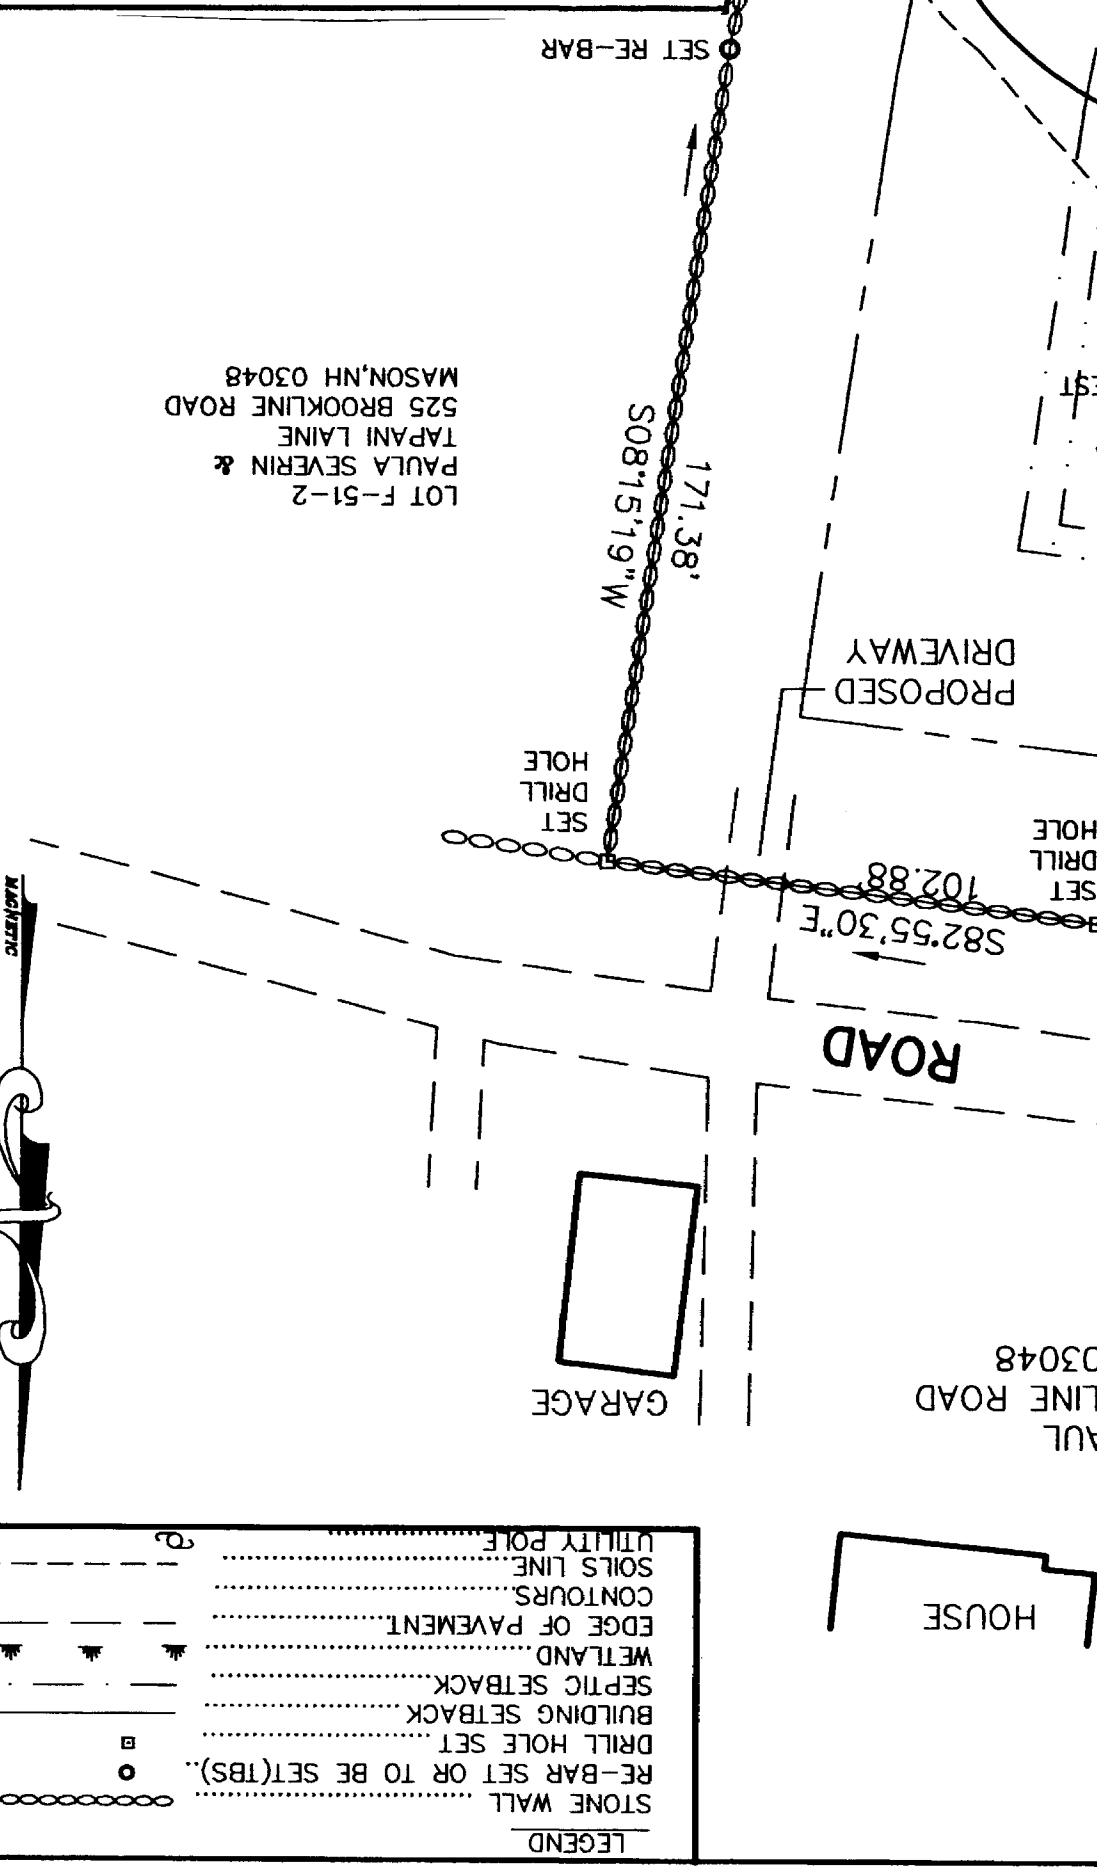 LEGEND
STONE WALL
RE-BAR SET OR TO BE SET(TBS)..
DRILL HOLE SET
BUILDING SETBACK
SEPTIC SETBACK
WETLAND
EDGE OF PAVEMENT
CONTOURS
SOILS LINE
UTILITY POLE
HOUSE
AUL
LINE ROAD
03048
GARAGE
MAGNETIC
ROAD
S82°55'30"E
102.88'
SET
DRILL
HOLE
SET
DRILL
HOLE
PROPOSED
DRIVEWAY
171.38'
S08°15'19"W
LOT F-51-2
PAULA SEVERIN &
TAPANI LAINE
525 BROOKLINE ROAD
MASON,NH 03048
EST
SET RE-BAR